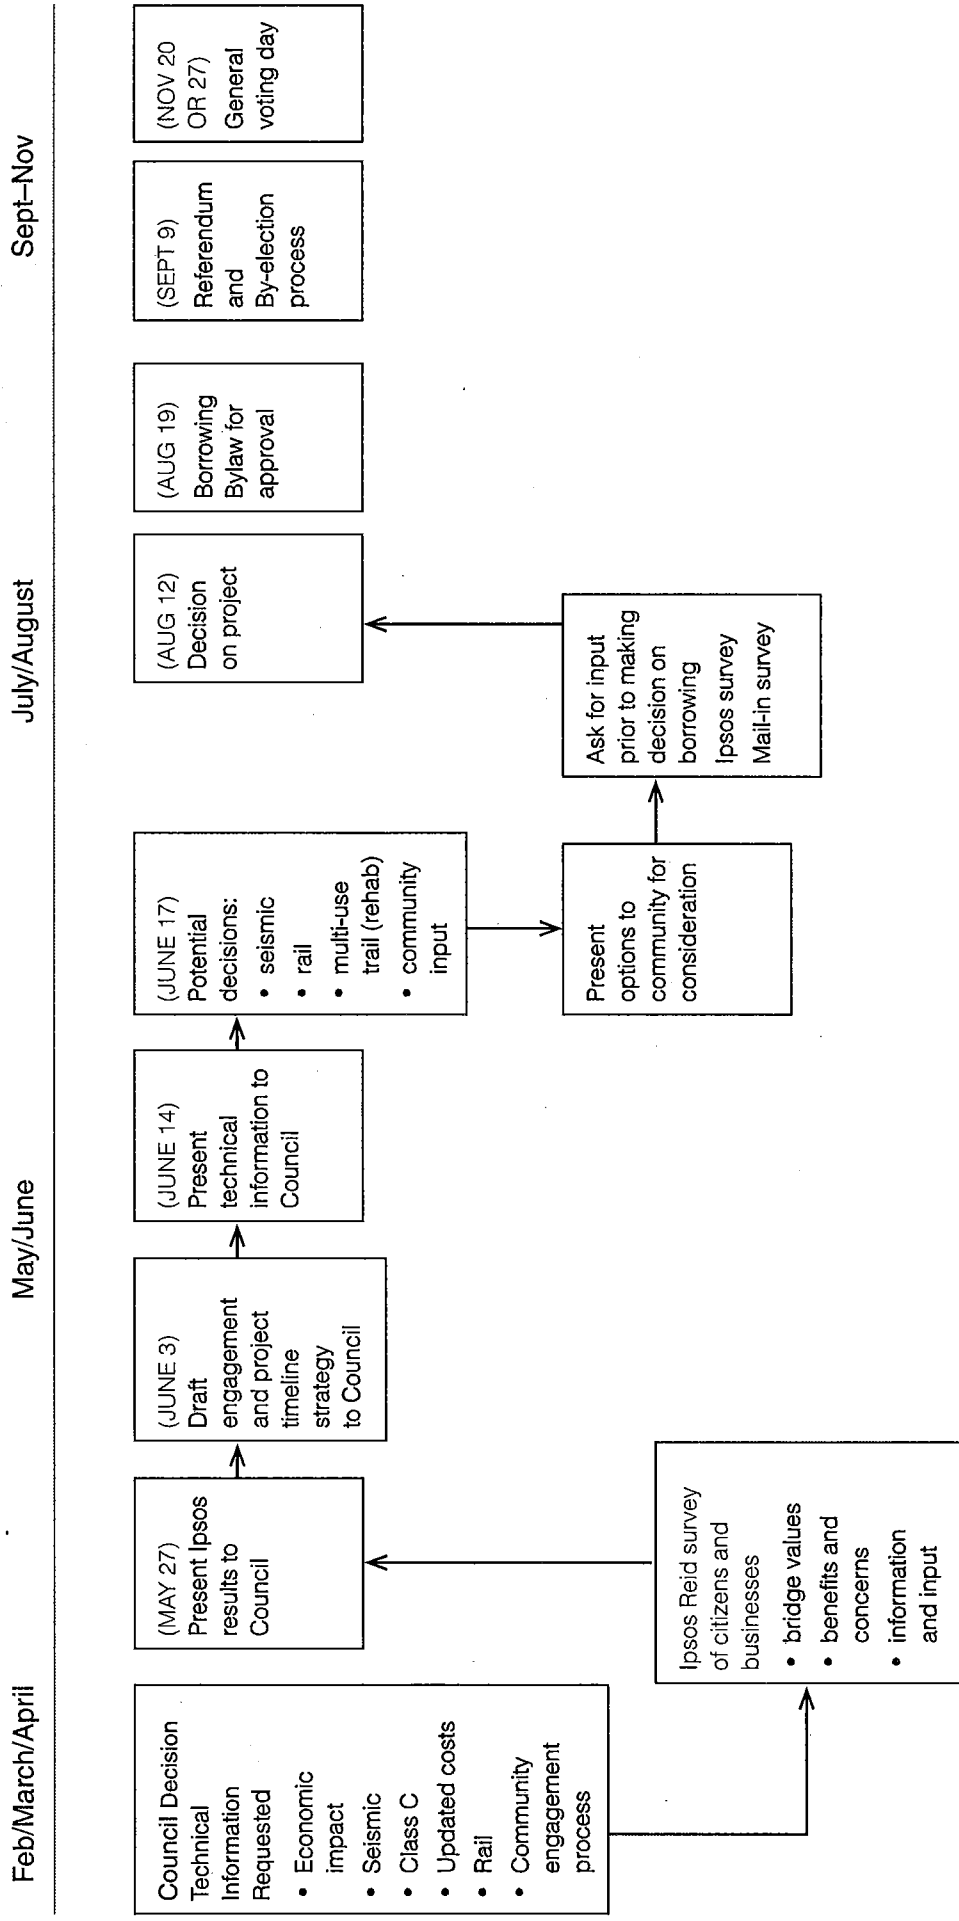 Feb/March/April
May/June
July/August
Sept–Nov
Council Decision
Technical
Information
Requested
• Economic
impact
• Seismic
• Class C
• Updated costs
• Rail
• Community
engagement
process
Ipsos Reid survey
of citizens and
businesses
• bridge values
• benefits and
concerns
• information
and input
(MAY 27)
Present Ipsos
results to
Council
(JUNE 3)
Draft
engagement
and project
timeline
strategy
to Council
(JUNE 14)
Present
technical
information to
Council
(JUNE 17)
Potential
decisions:
• seismic
• rail
• multi-use
trail (rehab)
• community
input
Present
options to
community for
consideration
Ask for input
prior to making
decision on
borrowing
Ipsos survey
Mail-in survey
(AUG 12)
Decision
on project
(AUG 19)
Borrowing
Bylaw for
approval
(SEPT 9)
Referendum
and
By-election
process
(NOV 20
OR 27)
General
voting day